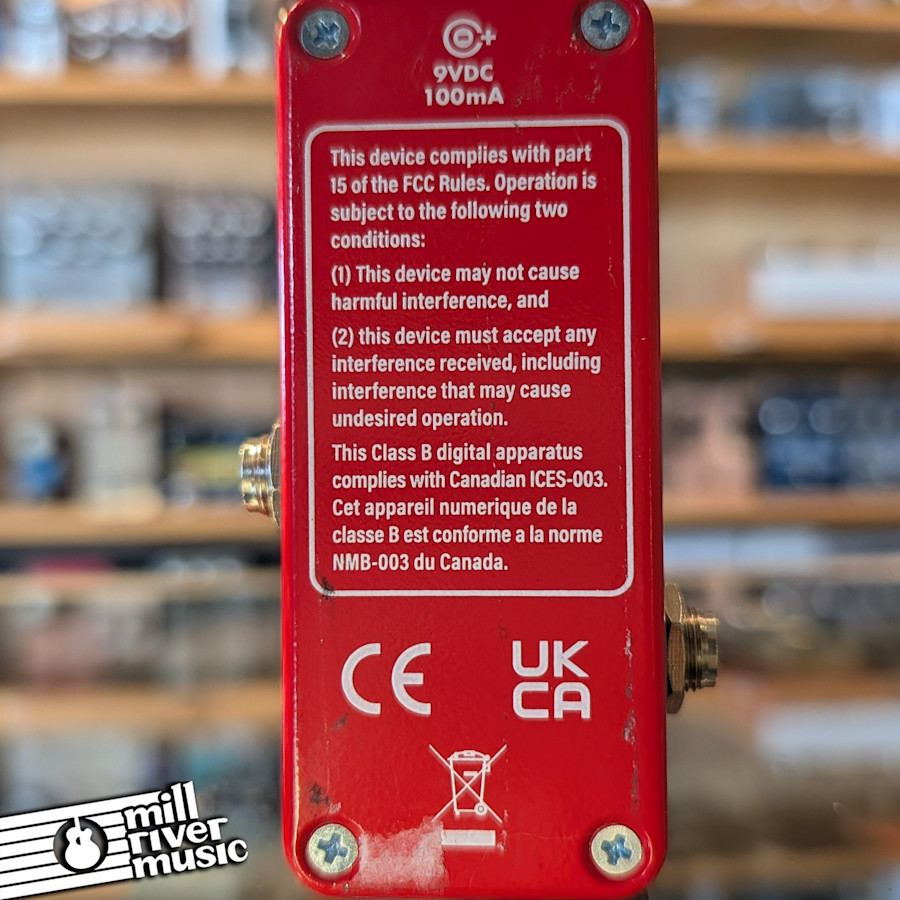 9VDC
100mA
This device complies with part
15 of the FCC Rules. Operation is
subject to the following two
conditions:
(1) This device may not cause
harmful interference, and
(2) this device must accept any
interference received, including
interference that may cause
undesired operation.
This Class B digital apparatus
complies with Canadian ICES-003.
Cet appareil numerique de la
classe B est conforme a la norme
NMB-003 du Canada.
CE
UK
CA
mill
river
music